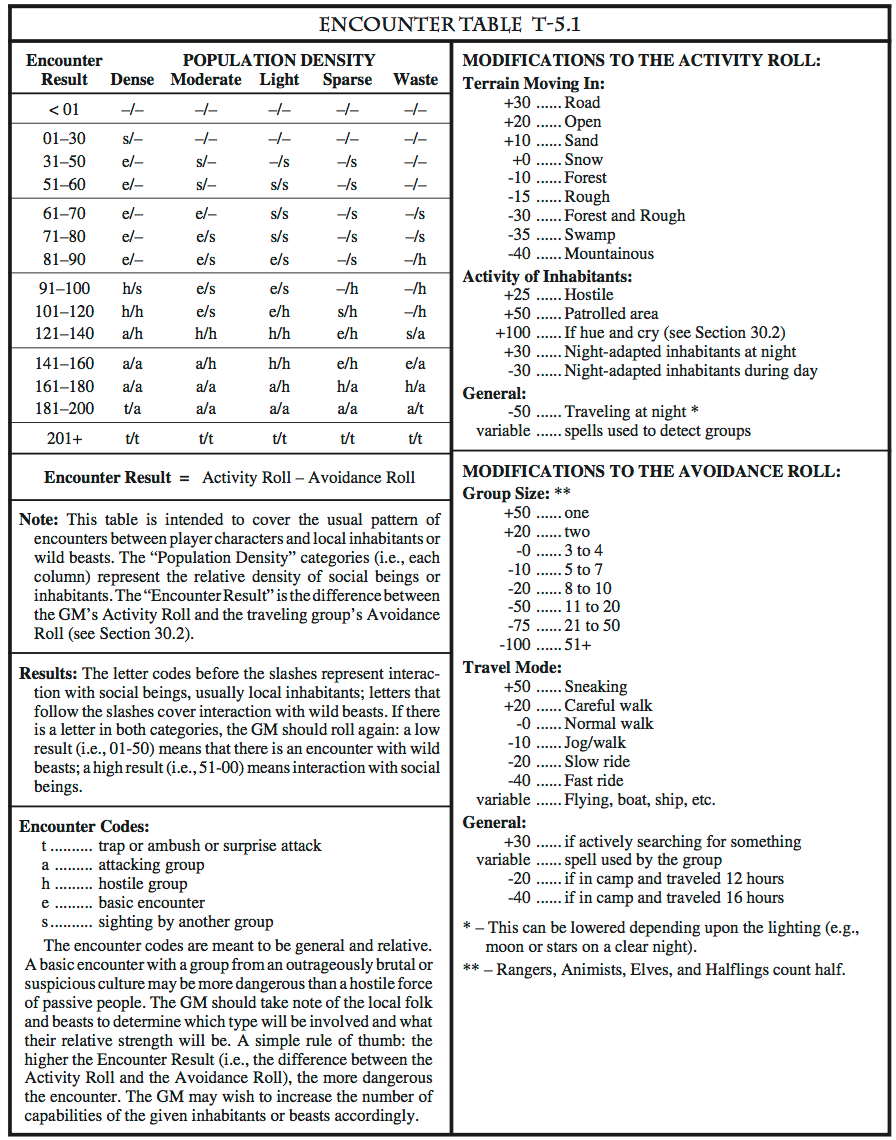 ENCOUNTER TABLE T-5.1
Encounter POPULATION DENSITY
Result Dense Moderate Light Sparse Waste
< 01 –/– –/– –/– –/– –/–
01–30 s/– –/– –/– –/– –/–
31–50 e/– s/– –/s –/s –/–
51–60 e/– s/– s/s –/s –/–
61–70 e/– e/– s/s –/s –/s
71–80 e/– e/s s/s –/s –/s
81–90 e/– e/s e/s –/s –/h
91–100 h/s e/s e/s –/h –/h
101–120 h/h e/s e/h s/h –/h
121–140 a/h h/h h/h e/h s/a
141–160 a/a a/h h/h e/h e/a
161–180 a/a a/a a/h h/a h/a
181–200 t/a a/a a/a a/a a/t
201+ t/t t/t t/t t/t t/t
Encounter Result = Activity Roll – Avoidance Roll
Note: This table is intended to cover the usual pattern of
encounters between player characters and local inhabitants or
wild beasts. The “Population Density” categories (i.e., each
column) represent the relative density of social beings or
inhabitants. The “Encounter Result” is the difference between
the GM’s Activity Roll and the traveling group’s Avoidance
Roll (see Section 30.2).
Results: The letter codes before the slashes represent interac-
tion with social beings, usually local inhabitants; letters that
follow the slashes cover interaction with wild beasts. If there
is a letter in both categories, the GM should roll again: a low
result (i.e., 01-50) means that there is an encounter with wild
beasts; a high result (i.e., 51-00) means interaction with social
beings.
Encounter Codes:
t .......... trap or ambush or surprise attack
a ......... attacking group
h ......... hostile group
e ......... basic encounter
s .......... sighting by another group
The encounter codes are meant to be general and relative.
A basic encounter with a group from an outrageously brutal or
suspicious culture may be more dangerous than a hostile force
of passive people. The GM should take note of the local folk
and beasts to determine which type will be involved and what
their relative strength will be. A simple rule of thumb: the
higher the Encounter Result (i.e., the difference between the
Activity Roll and the Avoidance Roll), the more dangerous
the encounter. The GM may wish to increase the number of
capabilities of the given inhabitants or beasts accordingly.
MODIFICATIONS TO THE ACTIVITY ROLL:
Terrain Moving In:
+30 ...... Road
+20 ...... Open
+10 ...... Sand
+0 ...... Snow
-10 ...... Forest
-15 ...... Rough
-30 ...... Forest and Rough
-35 ...... Swamp
-40 ...... Mountainous
Activity of Inhabitants:
+25 ...... Hostile
+50 ...... Patrolled area
+100 ...... If hue and cry (see Section 30.2)
+30 ...... Night-adapted inhabitants at night
-30 ...... Night-adapted inhabitants during day
General:
-50 ...... Traveling at night *
variable ...... spells used to detect groups
MODIFICATIONS TO THE AVOIDANCE ROLL:
Group Size: **
+50 ...... one
+20 ...... two
-0 ...... 3 to 4
-10 ...... 5 to 7
-20 ...... 8 to 10
-50 ...... 11 to 20
-75 ...... 21 to 50
-100 ...... 51+
Travel Mode:
+50 ...... Sneaking
+20 ...... Careful walk
-0 ...... Normal walk
-10 ...... Jog/walk
-20 ...... Slow ride
-40 ...... Fast ride
variable ...... Flying, boat, ship, etc.
General:
+30 ...... if actively searching for something
variable ...... spell used by the group
-20 ...... if in camp and traveled 12 hours
-40 ...... if in camp and traveled 16 hours
* – This can be lowered depending upon the lighting (e.g.,
moon or stars on a clear night).
** – Rangers, Animists, Elves, and Halflings count half.